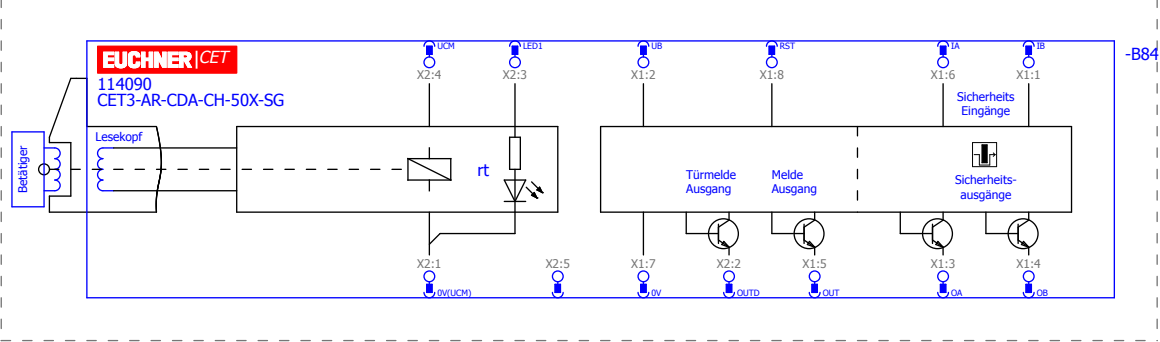 UCM
LED1
UB
RST
IA
IB
-B84
EUCHNER CET
X2:4
X2:3
X1:2
X1:8
X1:6
X1:1
114090
CET3-AR-CDA-CH-50X-SG
Sicherheits
Eingänge
Lesekopf
Betätiger
rt
Türmelde
Ausgang
Melde
Ausgang
Sicherheits-
ausgänge
X2:1
X2:5
X1:7
X2:2
X1:5
X1:3
X1:4
0V(UCM)
0V
OUTD
OUT
OA
OB